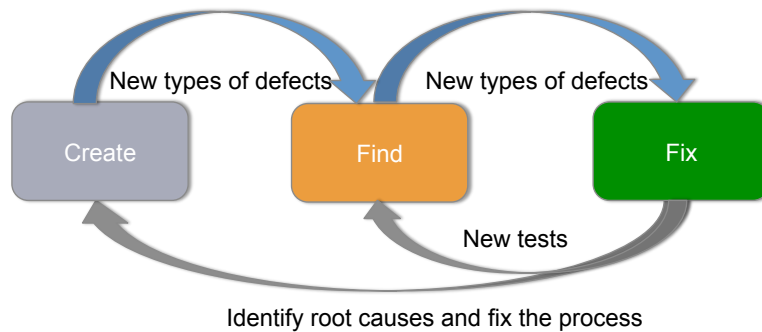 New types of defects
New types of defects
Create
Find
Fix
New tests
Identify root causes and fix the process